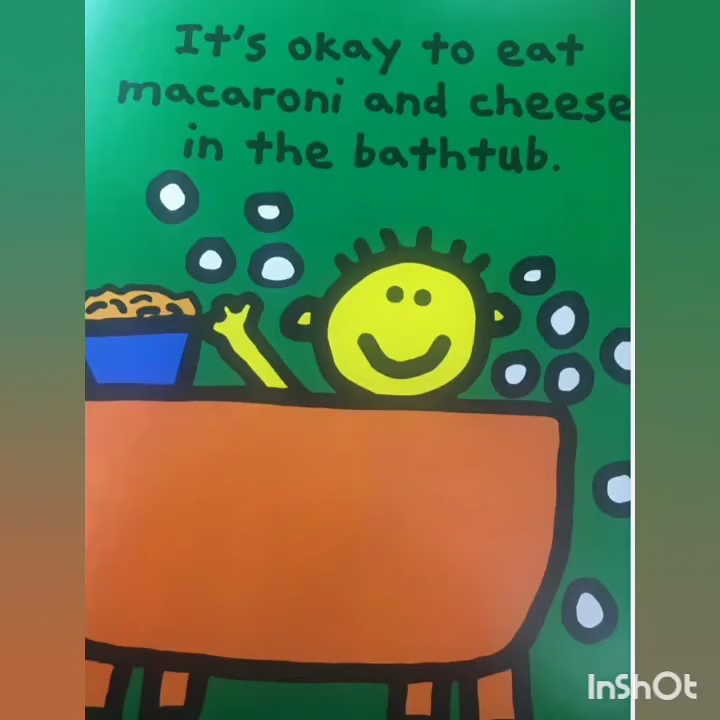 It's okay to eat
macaroni and cheese
in the bathtub.
InShOt